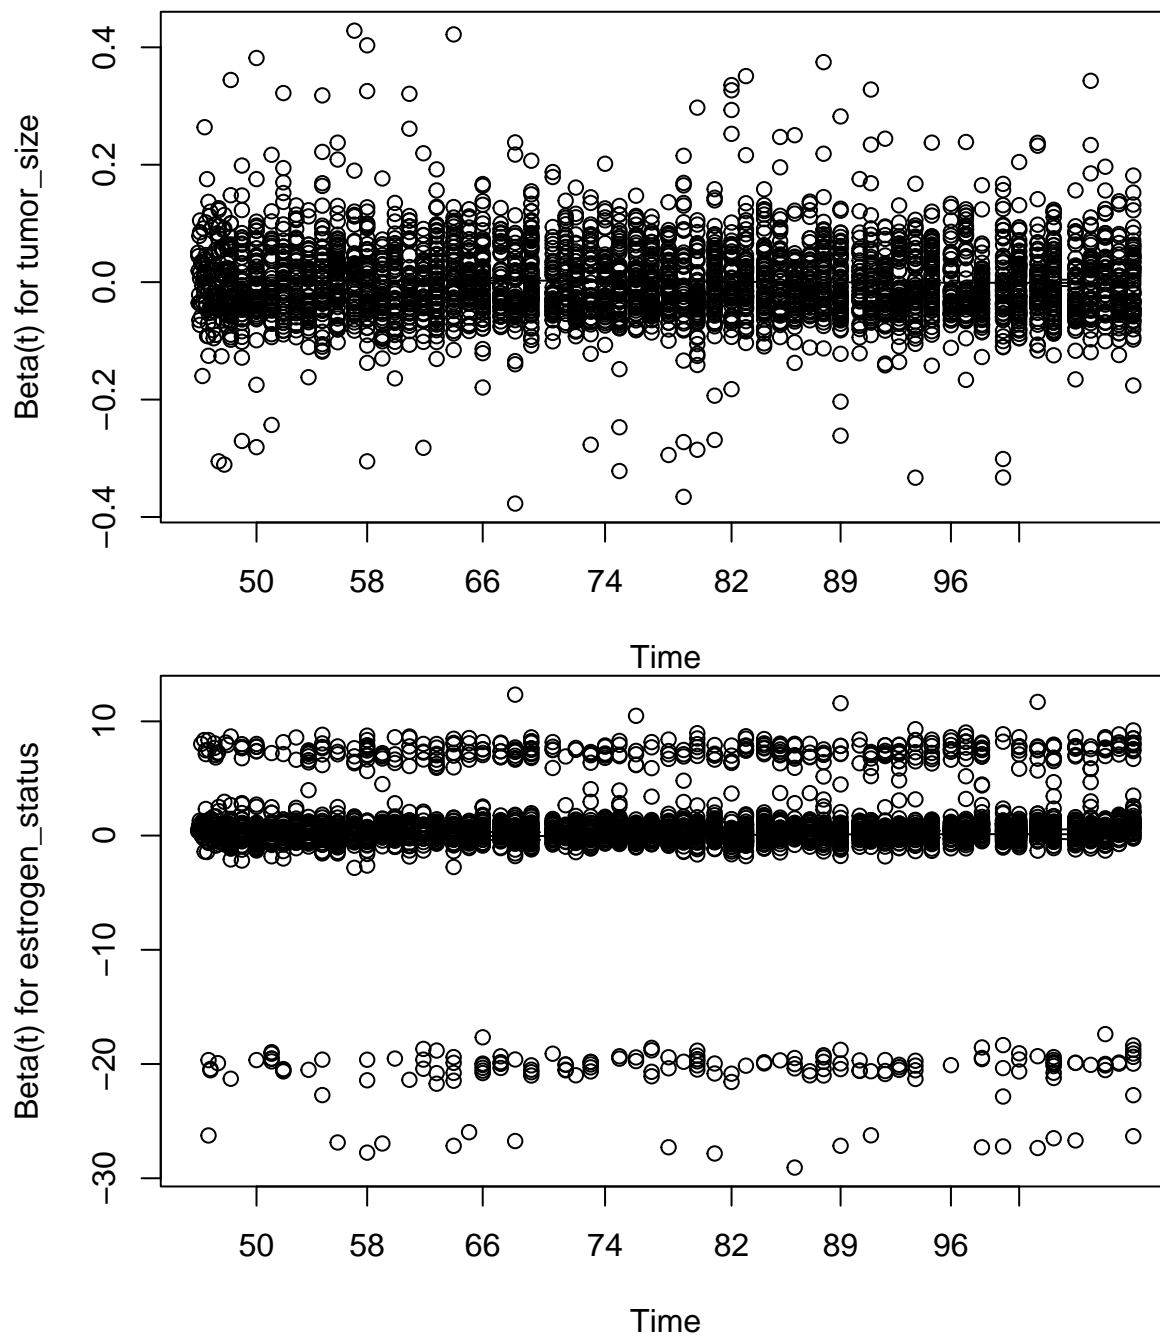 0.4
0.2
0.0
−0.2
−0.4
Beta(t) for tumor_size
50 58 66 74 82 89 96
Time
10
0
−10
−20
−30
Beta(t) for estrogen_status
50 58 66 74 82 89 96
Time